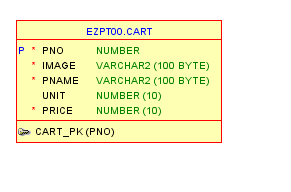 EZPT00.CART
P * PNO NUMBER
* IMAGE VARCHAR2 (100 BYTE)
* PNAME VARCHAR2 (100 BYTE)
UNIT NUMBER (10)
* PRICE NUMBER (10)
CART_PK (PNO)